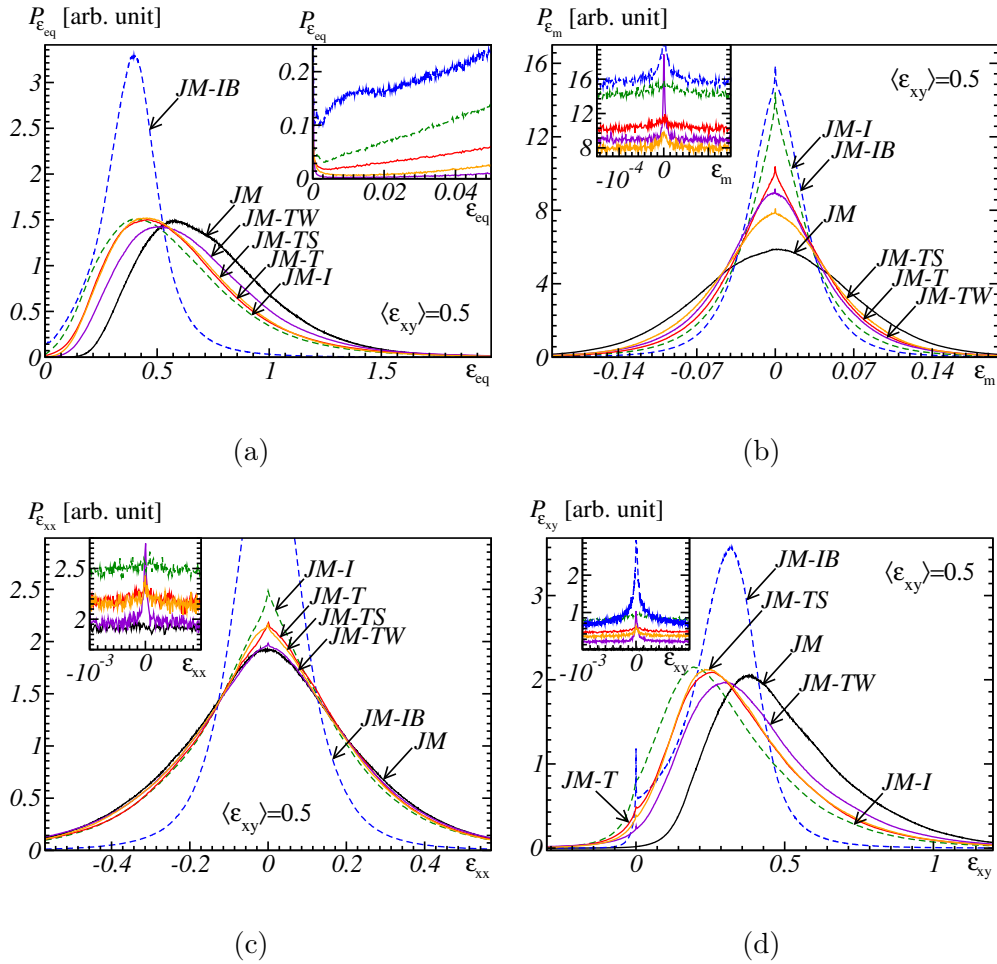 P_ε_eq [arb. unit]
3
2.5
2
1.5
1
0.5
0
0.5
1
1.5
ε_eq
JM-IB
JM
JM-TW
JM-TS
JM-T
JM-I
⟨ε_xy⟩=0.5
P_ε_eq
0.2
0.1
0
0
0.02
0.04
ε_eq
(a)
P_ε_m [arb. unit]
16
12
8
4
0
-0.14
-0.07
0
0.07
0.14
ε_m
⟨ε_xy⟩=0.5
JM-I
JM-IB
JM
JM-TS
JM-T
JM-TW
16
12
8
-10⁻⁴
0
ε_m
(b)
P_ε_xx [arb. unit]
2.5
2
1.5
1
0.5
0
-0.4
-0.2
0
0.2
0.4
ε_xx
JM-I
JM-T
JM-TS
JM-TW
JM-IB
JM
⟨ε_xy⟩=0.5
2.5
2
-10⁻³
0
ε_xx
(c)
P_ε_xy [arb. unit]
4
3
2
1
0
0
0.5
1
ε_xy
⟨ε_xy⟩=0.5
JM-IB
JM-TS
JM
JM-TW
JM-T
JM-I
2
1
-10⁻³
0
ε_xy
(d)